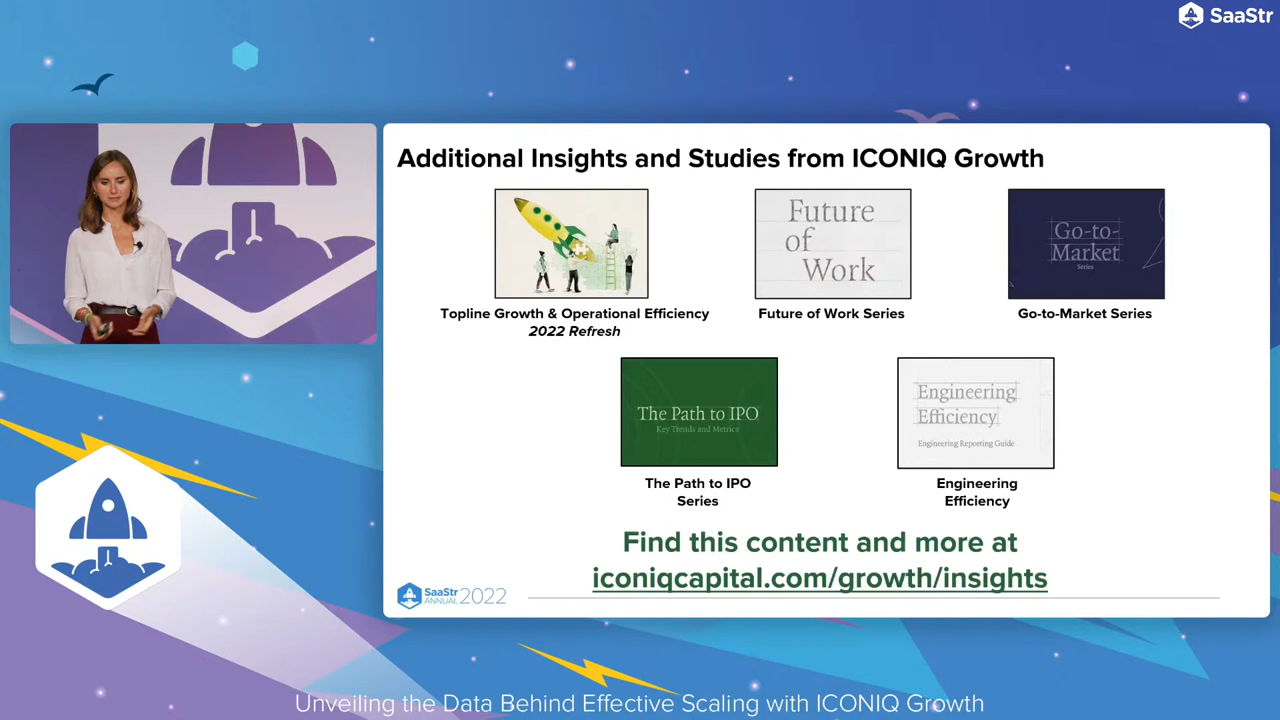 SaaStr
Additional Insights and Studies from ICONIQ Growth
Future
of
Work
Go-to-
Market
Series
Topline Growth & Operational Efficiency
2022 Refresh
Future of Work Series
Go-to-Market Series
The Path to IPO
Key Trends and Metrics
Engineering
Efficiency
Engineering Reporting Guide
The Path to IPO
Series
Engineering
Efficiency
Find this content and more at
iconiqcapital.com/growth/insights
SaaStr
ANNUAL
2022
Unveiling the Data Behind Effective Scaling with ICONIQ Growth